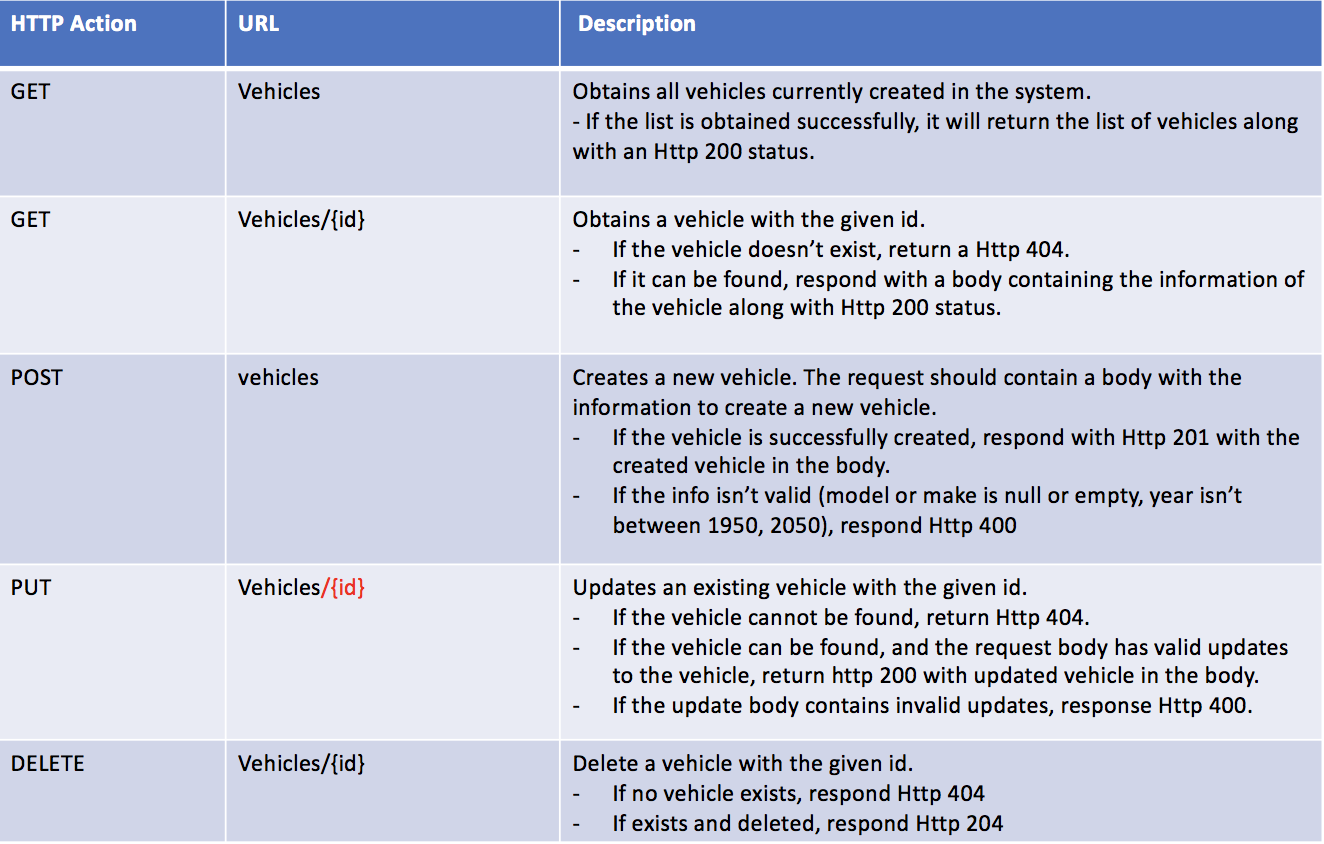 HTTP Action URL Description
GET Vehicles Obtains all vehicles currently created in the system.
- If the list is obtained successfully, it will return the list of vehicles along
with an Http 200 status.
GET Vehicles/{id} Obtains a vehicle with the given id.
- If the vehicle doesn’t exist, return a Http 404.
- If it can be found, respond with a body containing the information of
the vehicle along with Http 200 status.
POST vehicles Creates a new vehicle. The request should contain a body with the
information to create a new vehicle.
- If the vehicle is successfully created, respond with Http 201 with the
created vehicle in the body.
- If the info isn’t valid (model or make is null or empty, year isn’t
between 1950, 2050), respond Http 400
PUT Vehicles/{id} Updates an existing vehicle with the given id.
- If the vehicle cannot be found, return Http 404.
- If the vehicle can be found, and the request body has valid updates
to the vehicle, return http 200 with updated vehicle in the body.
- If the update body contains invalid updates, response Http 400.
DELETE Vehicles/{id} Delete a vehicle with the given id.
- If no vehicle exists, respond Http 404
- If exists and deleted, respond Http 204